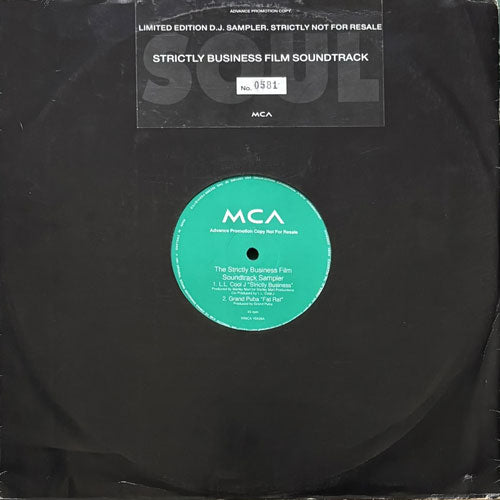 ADVANCE PROMOTION COPY.
LIMITED EDITION D.J. SAMPLER. STRICTLY NOT FOR RESALE
STRICTLY BUSINESS FILM SOUNDTRACK
SOUL
No. 0581
MCA
MCA
Advance Promotion Copy Not For Resale
The Strictly Business Film
Soundtrack Sampler
1. L.L. Cool J "Strictly Business"
2. Grand Puba "Fat Rat"
Produced by Grand Puba
45 rpm